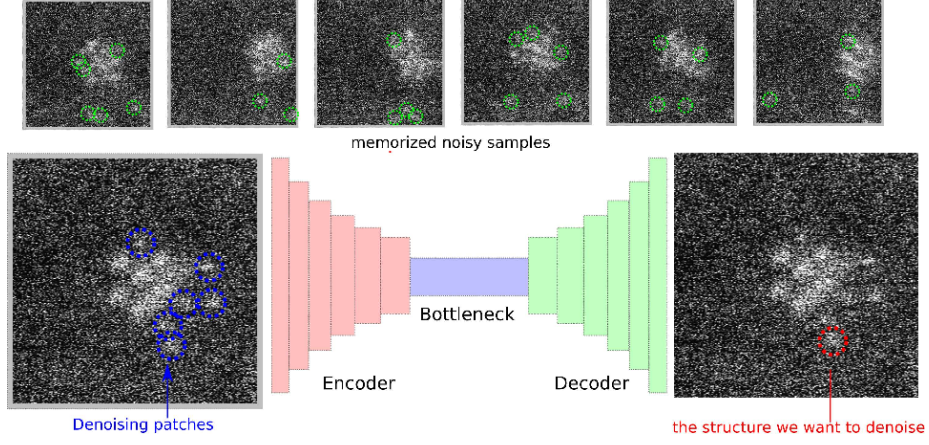 memorized noisy samples
Bottleneck
Encoder
Decoder
Denoising patches
the structure we want to denoise